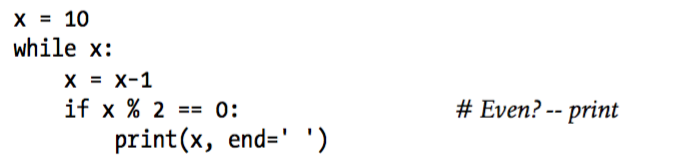 x = 10
while x:
    x = x-1
    if x % 2 == 0:                    # Even? -- print
        print(x, end=' ')